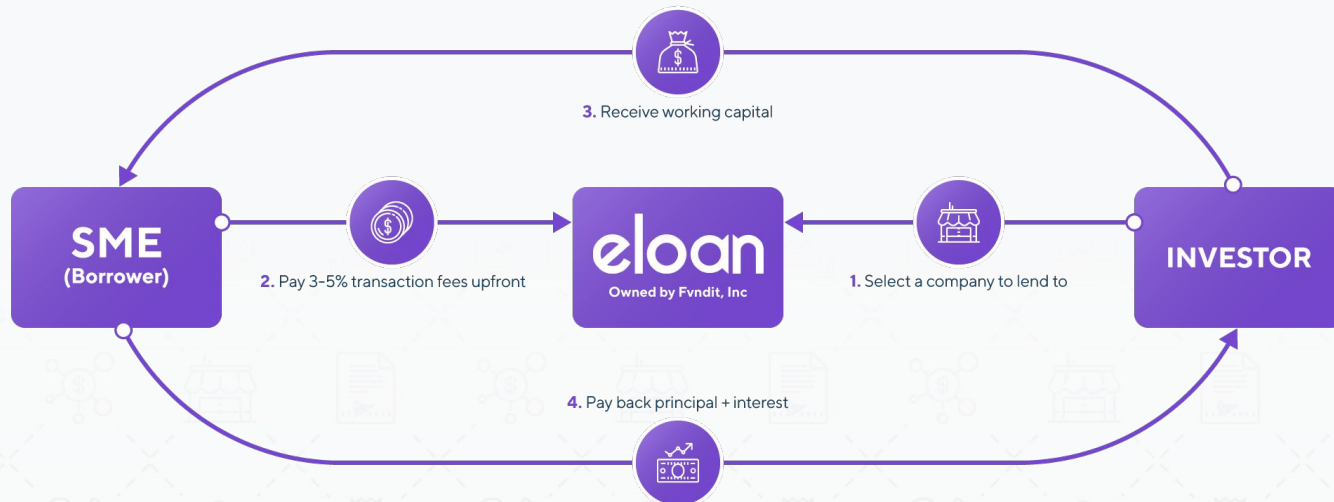 3. Receive working capital
SME
(Borrower)
2. Pay 3-5% transaction fees upfront
eloan
Owned by Fvndit, Inc
1. Select a company to lend to
INVESTOR
4. Pay back principal + interest